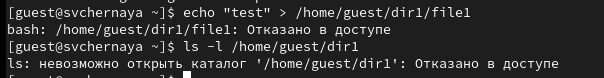 [guest@svchernaya ~]$ echo "test" > /home/guest/dir1/file1
bash: /home/guest/dir1/file1: Отказано в доступе
[guest@svchernaya ~]$ ls -l /home/guest/dir1
ls: невозможно открыть каталог '/home/guest/dir1': Отказано в доступе
[guest@svchernaya ~]$